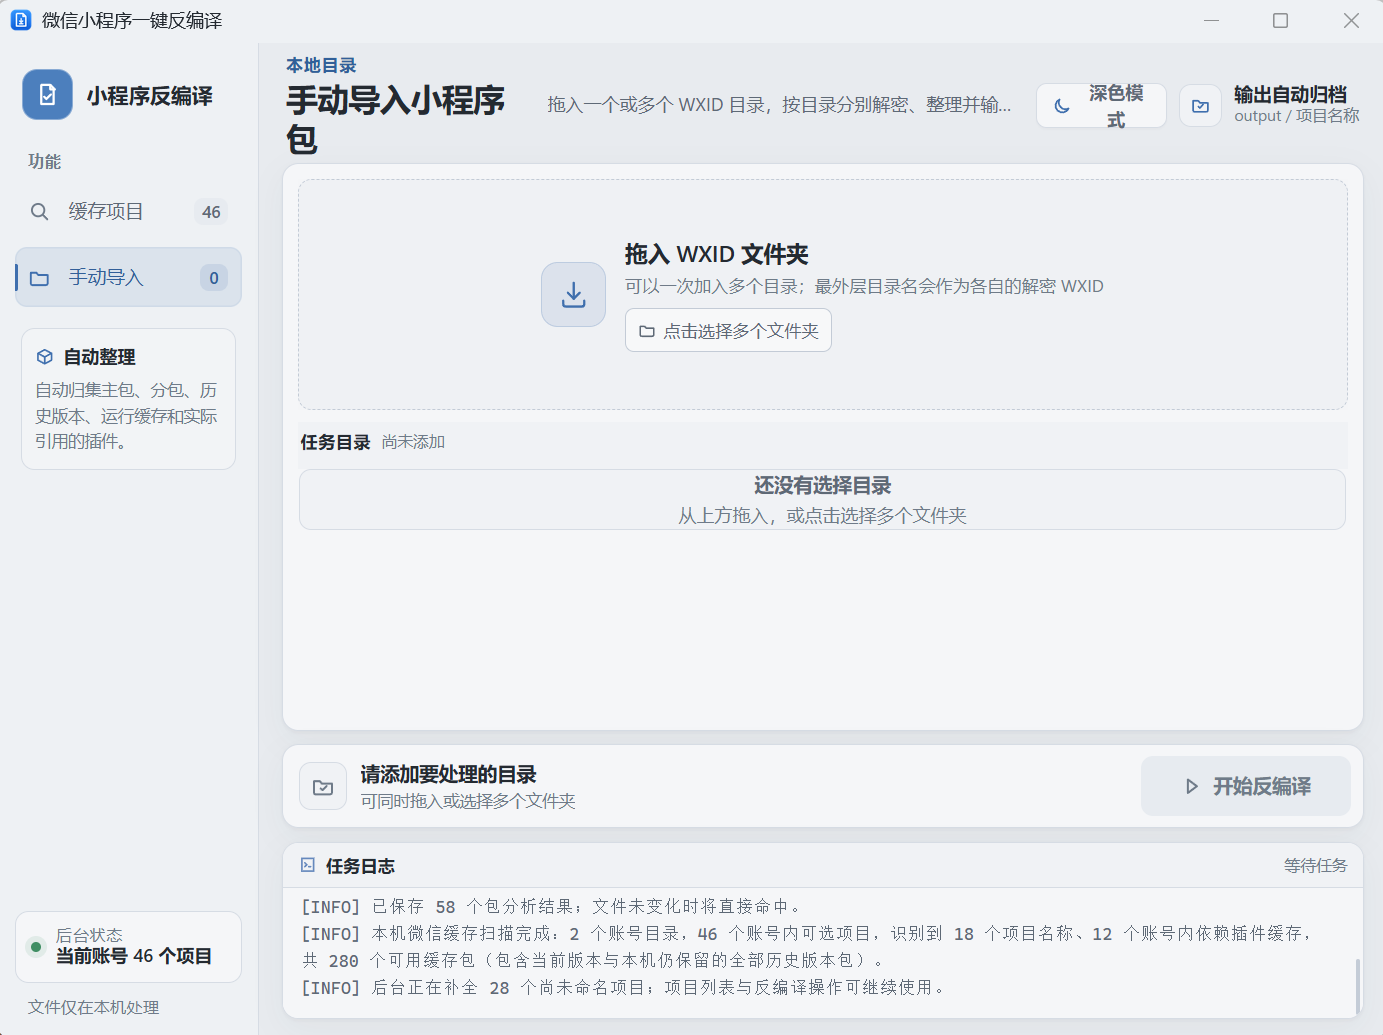 微信小程序一键反编译
小程序反编译
功能
缓存项目
46
手动导入
0
自动整理
自动归集主包、分包、历
史版本、运行缓存和实际
引用的插件。
后台状态
当前账号 46 个项目
文件仅在本机处理
本地目录
手动导入小程序
包
拖入一个或多个 WXID 目录，按目录分别解密、整理并输...
深色模
式
输出自动归档
output / 项目名称
拖入 WXID 文件夹
可以一次加入多个目录；最外层目录名会作为各自的解密 WXID
点击选择多个文件夹
任务目录 尚未添加
还没有选择目录
从上方拖入，或点击选择多个文件夹
请添加要处理的目录
可同时拖入或选择多个文件夹
开始反编译
任务日志
等待任务
[INFO] 已保存 58 个包分析结果；文件未变化时将直接命中。
[INFO] 本机微信缓存扫描完成：2 个账号目录，46 个账号内可选项目，识别到 18 个项目名称、12 个账号内依赖插件缓存，
共 280 个可用缓存包（包含当前版本与本机仍保留的全部历史版本包）。
[INFO] 后台正在补全 28 个尚未命名项目；项目列表与反编译操作可继续使用。